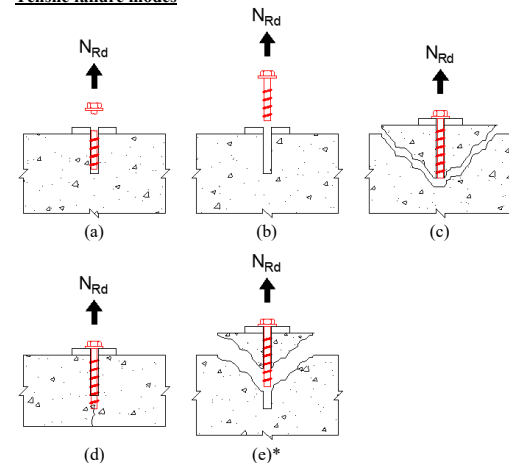 Tensile failure modes
N_Rd
N_Rd
N_Rd
(a)
(b)
(c)
N_Rd
N_Rd
(d)
(e)*